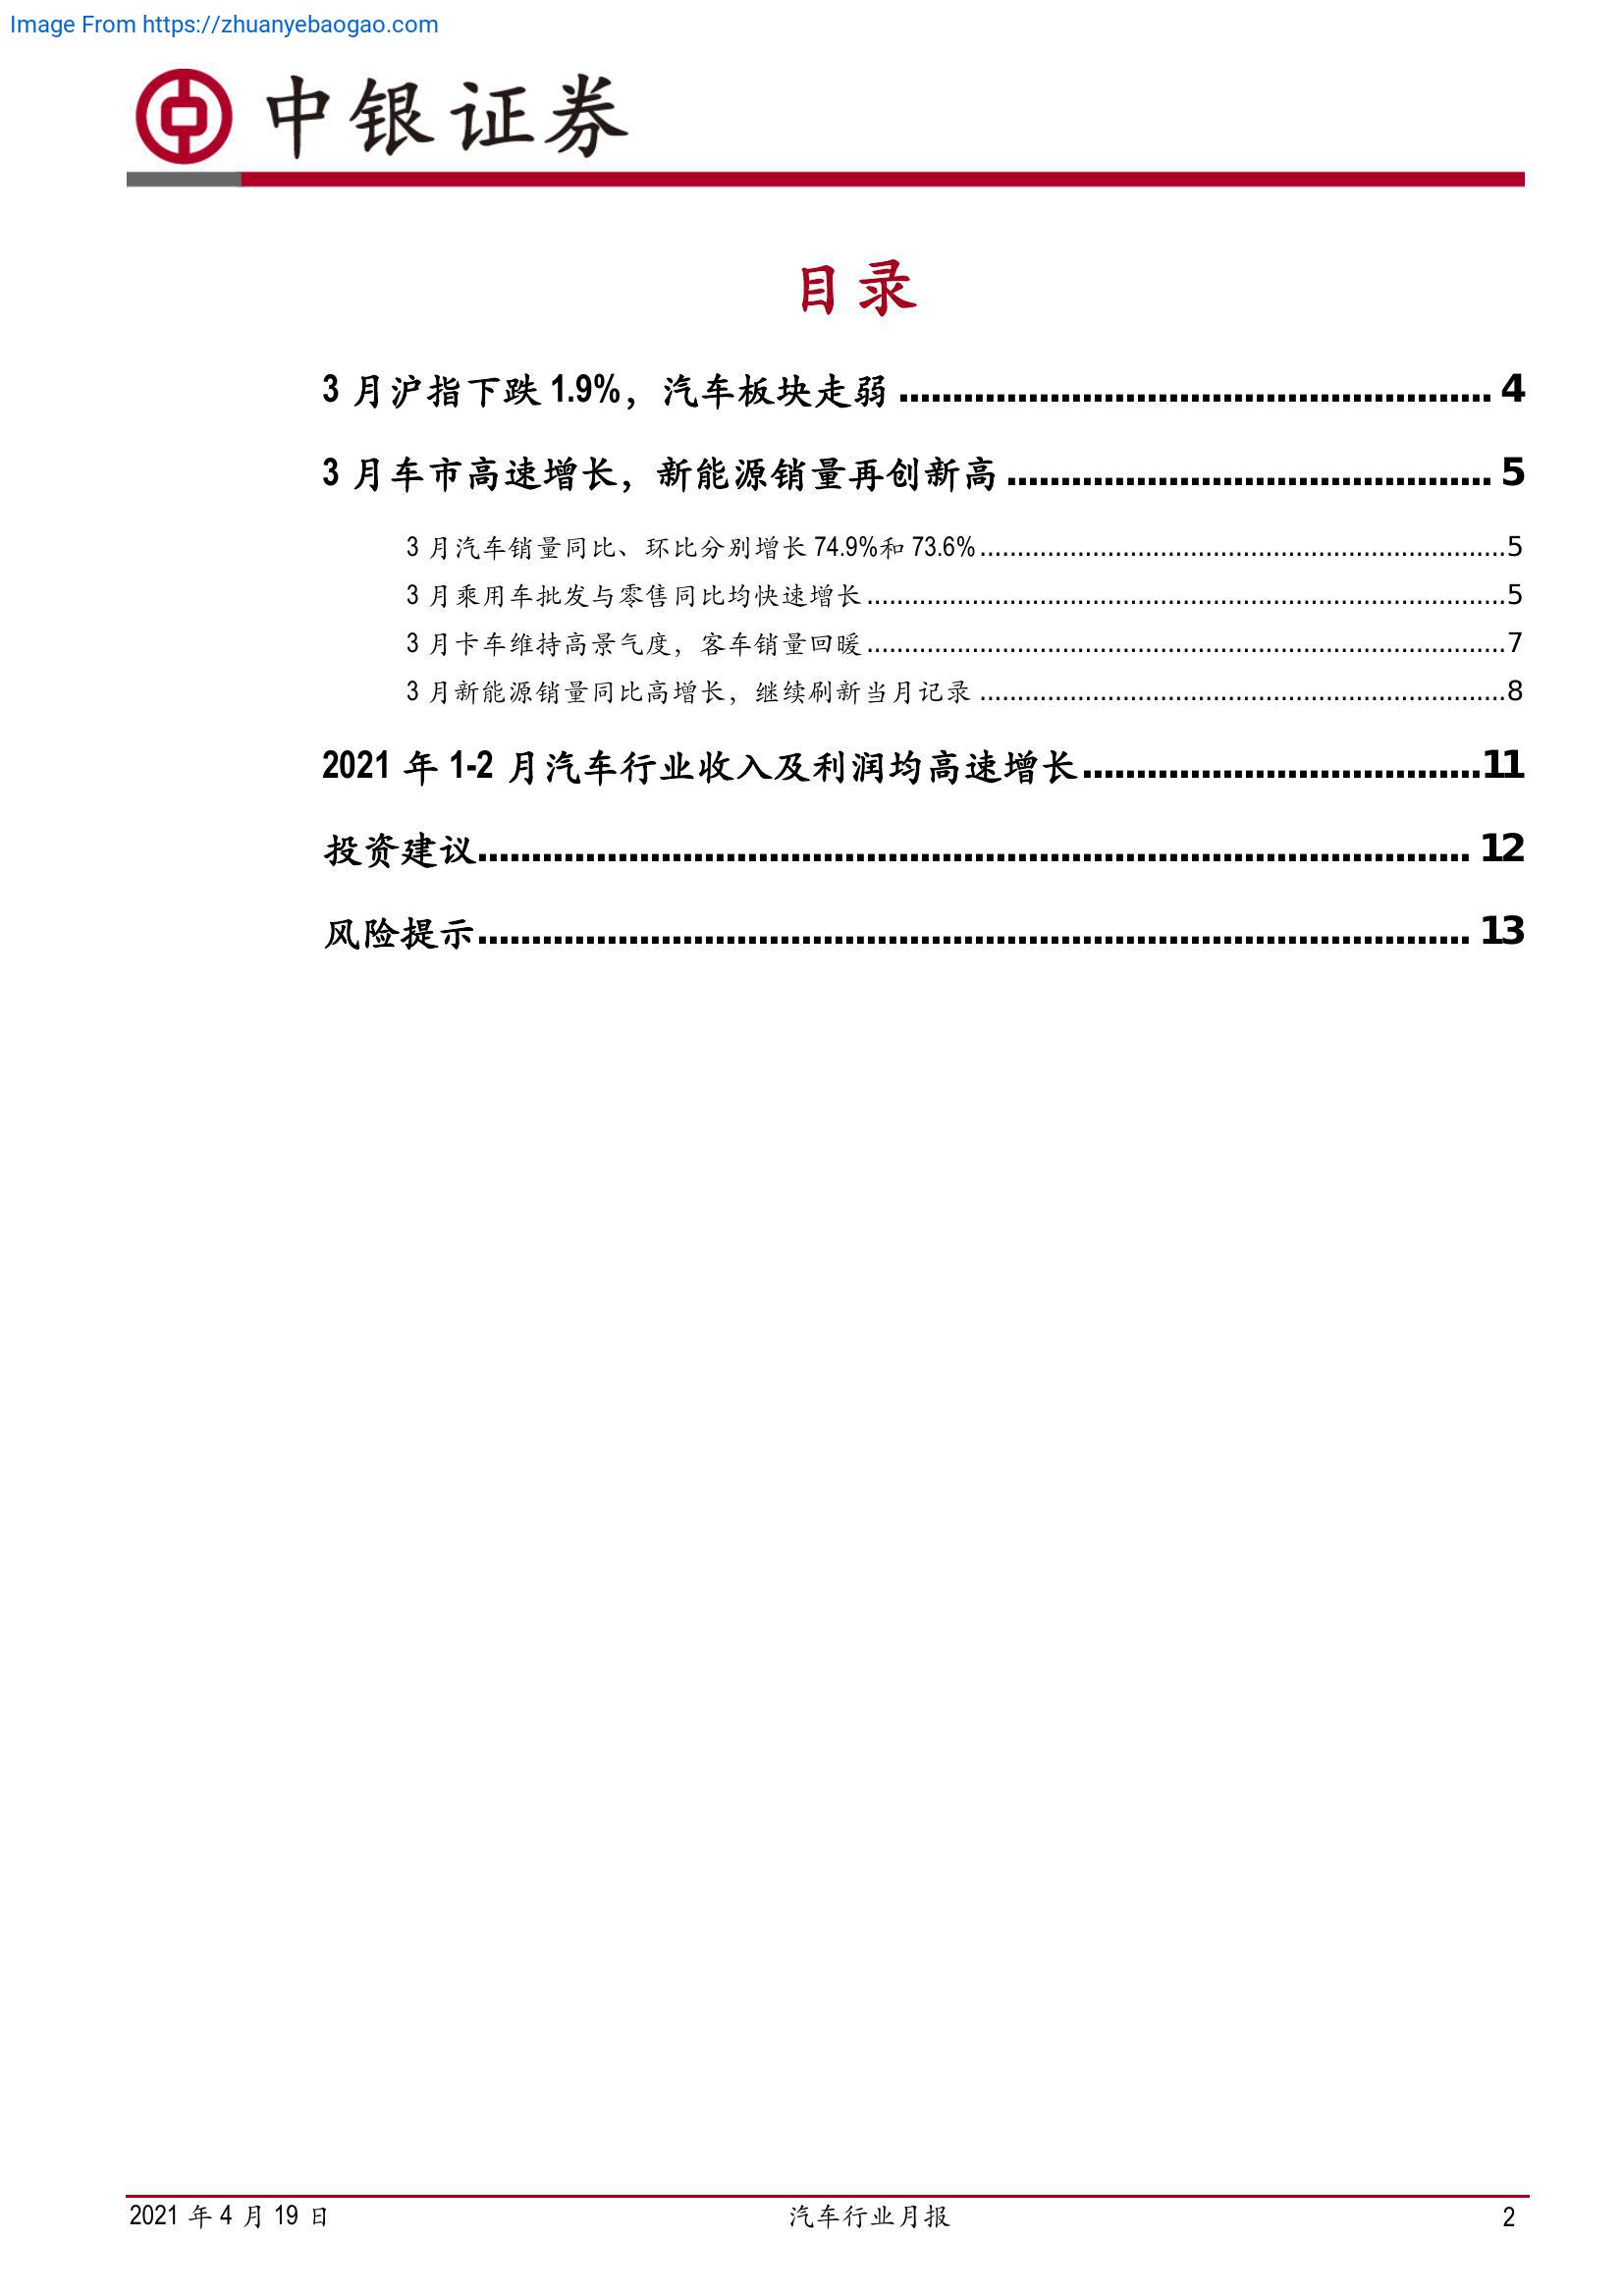 Image From https://zhuanyebaogao.com
中银证券
目录
3 月沪指下跌 1.9%，汽车板块走弱 ........................................................ 4
3 月车市高速增长，新能源销量再创新高 .............................................. 5
3 月汽车销量同比、环比分别增长 74.9%和 73.6% ......................................................................5
3 月乘用车批发与零售同比均快速增长 .....................................................................................5
3 月卡车维持高景气度，客车销量回暖 .....................................................................................7
3 月新能源销量同比高增长，继续刷新当月记录 ......................................................................8
2021 年 1-2 月汽车行业收入及利润均高速增长 .....................................11
投资建议............................................................................................. 12
风险提示............................................................................................. 13
2021 年 4 月 19 日 汽车行业月报 2